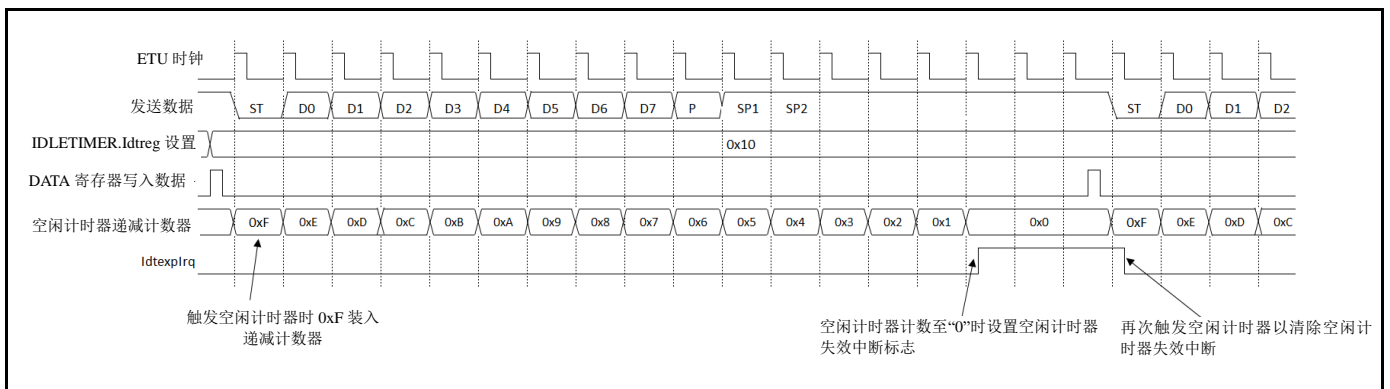 ETU 时钟
发送数据 ST D0 D1 D2 D3 D4 D5 D6 D7 P SP1 SP2 ST D0 D1 D2
IDLETIMER.Idtreg 设置 0x10
DATA 寄存器写入数据
空闲计时器递减计数器 0xF 0xE 0xD 0xC 0xB 0xA 0x9 0x8 0x7 0x6 0x5 0x4 0x3 0x2 0x1 0x0 0xF 0xE 0xD 0xC
IdtexpIrq
触发空闲计时器时 0xF 装入
递减计数器
空闲计时器计数至“0”时设置空闲计时器
失效中断标志
再次触发空闲计时器以清除空闲计
时器失效中断